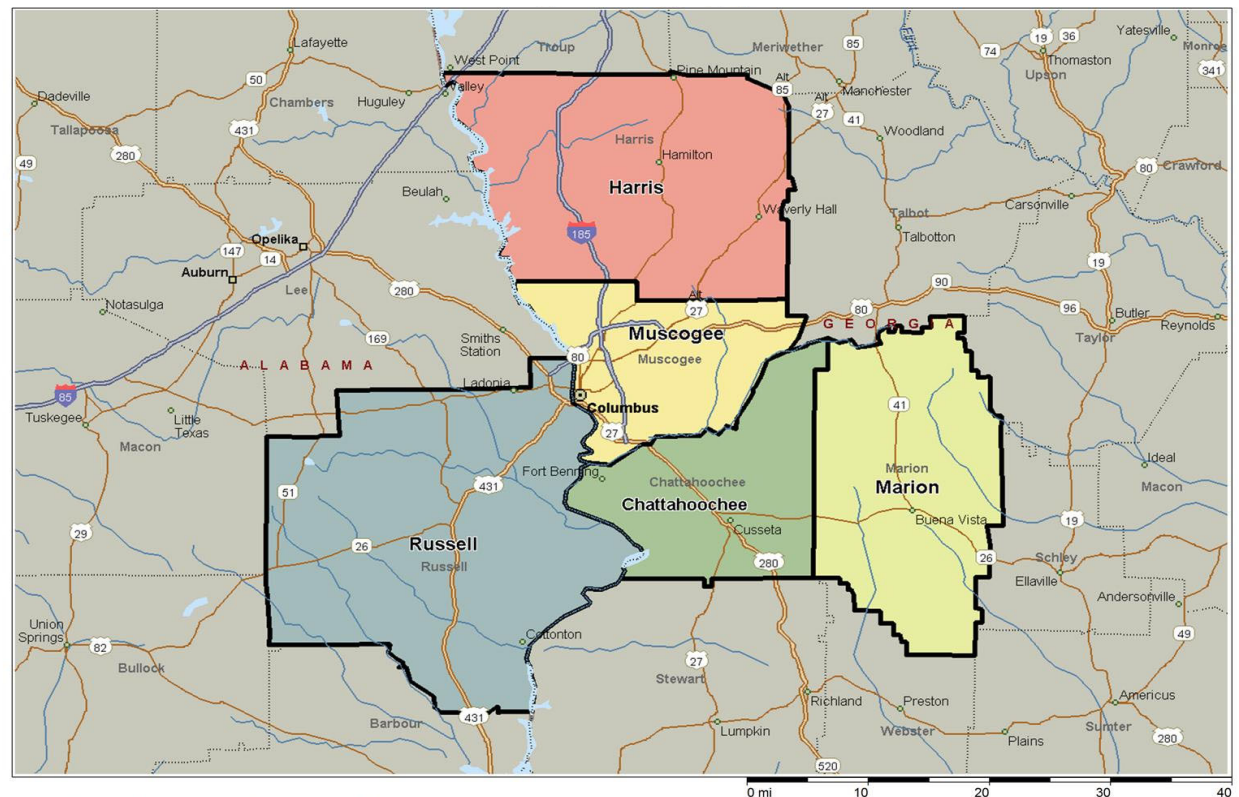 Lafayette
West Point
Troup
Meriwether
85
74
19
36
Yatesville
Monroe
Thomaston
Upson
341
50
Pine Mountain
Alt
85
Dadeville
Chambers
Huguley
Valley
Manchester
Flint
Alt
27
41
Tallapoosa
431
Woodland
280
Harris
Hamilton
49
80
Crawford
Beulah
Harris
Carsonville
Waverly Hall
Talbot
Talbotton
185
Opelika
147
14
Auburn
19
Lee
280
90
Alt
27
80
96
Notasulga
Butler
Reynolds
GEORGIA
Taylor
Smiths
Station
169
Muscogee
Muscogee
80
ALABAMA
Ladonia
85
Columbus
41
Tuskegee
Little
Texas
Macon
27
Ideal
Fort Benning
Marion
Marion
Macon
431
Chattahoochee
Chattahoochee
51
Buena Vista
19
Cusseta
29
26
Russell
Russell
280
26
Schley
Ellaville
Andersonville
Union
Springs
Cottonton
49
82
Bullock
27
Stewart
Richland
Preston
Americus
431
Barbour
Lumpkin
Webster
Plains
Sumter
280
520
0 mi
10
20
30
40